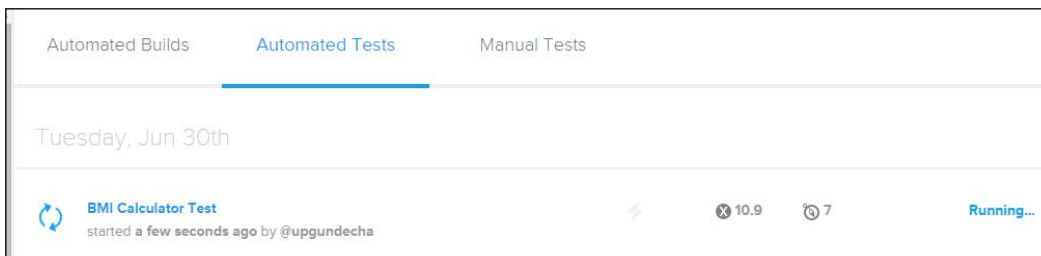 Automated Builds Automated Tests Manual Tests
Tuesday, Jun 30th
BMI Calculator Test 10.9 7 Running...
started a few seconds ago by @upgundecha